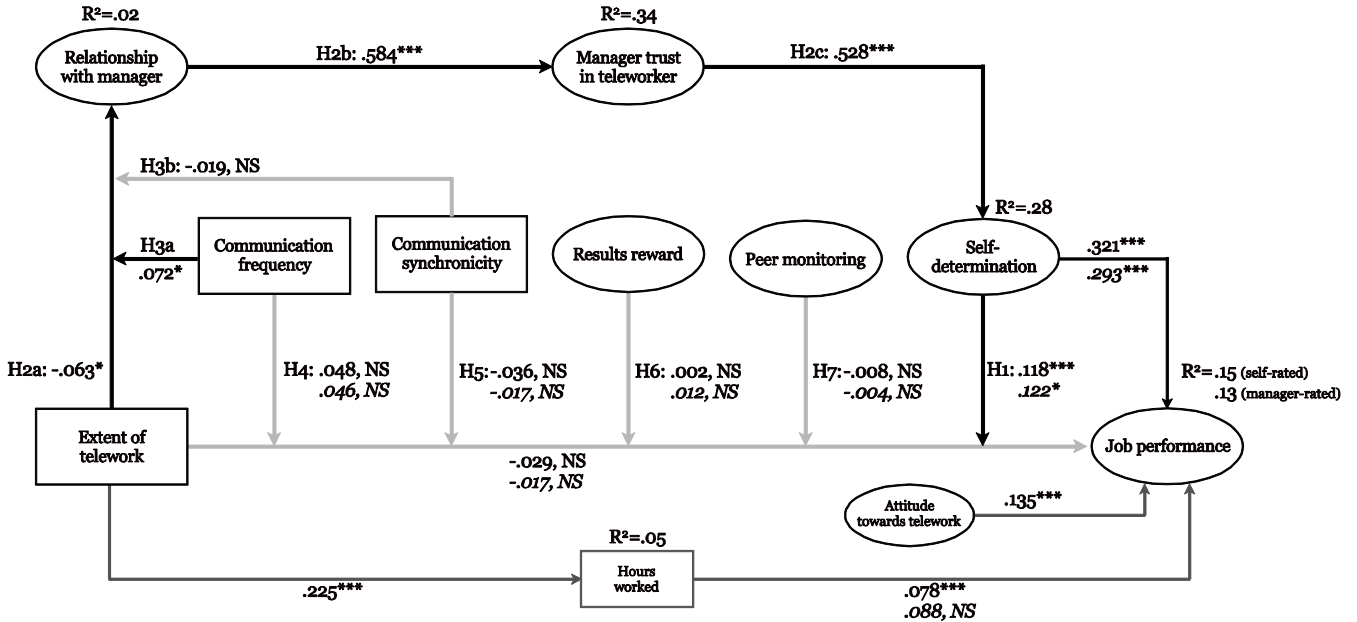 R²=.02
R²=.34
Relationship
with manager
H2b: .584***
Manager trust
in teleworker
H2c: .528***
H3b: -.019, NS
R²=.28
H3a
.072*
Communication
frequency
Communication
synchronicity
Results reward
Peer monitoring
Self-
determination
.321***
.293***
H2a: -.063*
H4: .048, NS
.046, NS
H5:-.036, NS
-.017, NS
H6: .002, NS
.012, NS
H7:-.008, NS
-.004, NS
H1: .118***
.122*
R²= .15 (self-rated)
.13 (manager-rated)
Extent of
telework
Job performance
-.029, NS
-.017, NS
Attitude
towards telework
.135***
R²=.05
Hours
worked
.225***
.078***
.088, NS